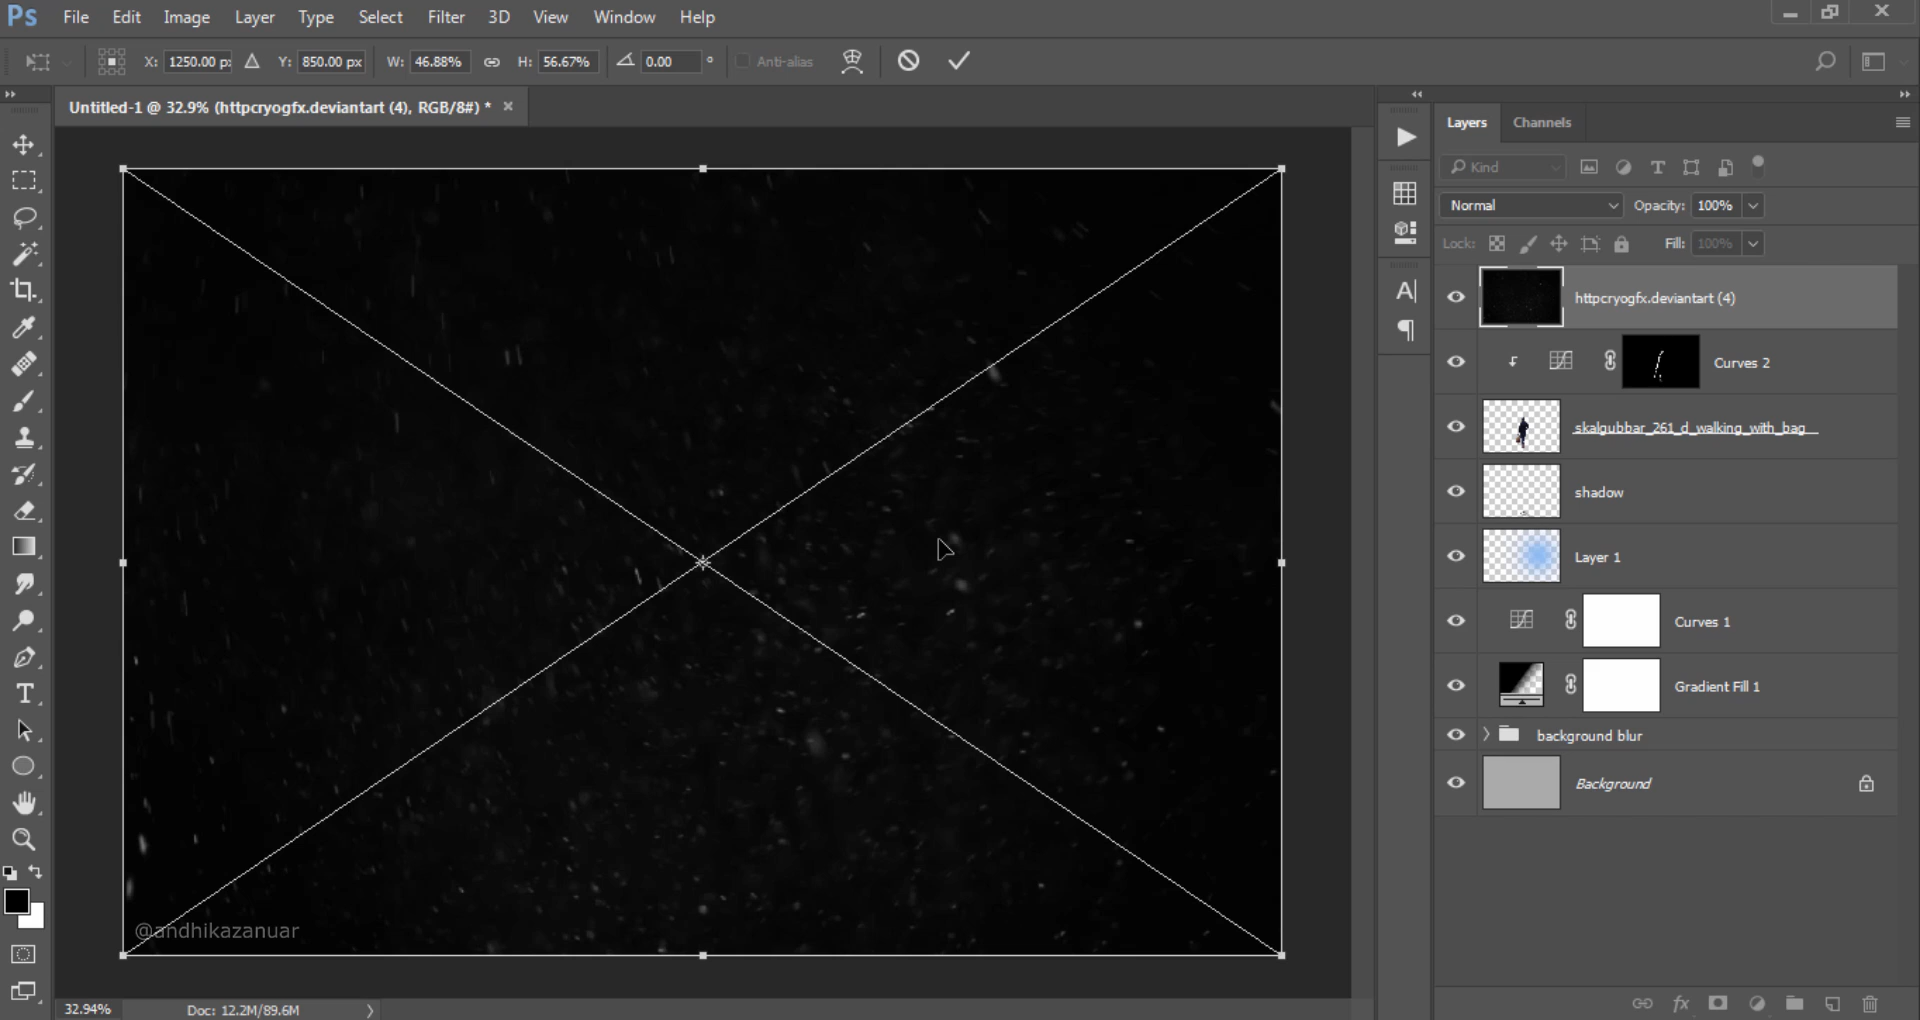 Ps File Edit Image Layer Type Select Filter 3D View Window Help
X: 1250.00 p: Y: 850.00 px W: 46.88% H: 56.67% 0.00 ° Anti-alias
Untitled-1 @ 32.9% (httpcryogfx.deviantart (4), RGB/8#) * ×
Layers Channels
Kind
Normal Opacity: 100%
Lock: Fill: 100%
httpcryogfx.deviantart (4)
Curves 2
skalgubbar_261_d_walking_with_bag
shadow
Layer 1
Curves 1
Gradient Fill 1
background blur
Background
@andhikazanuar
32.94% Doc: 12.2M/89.6M